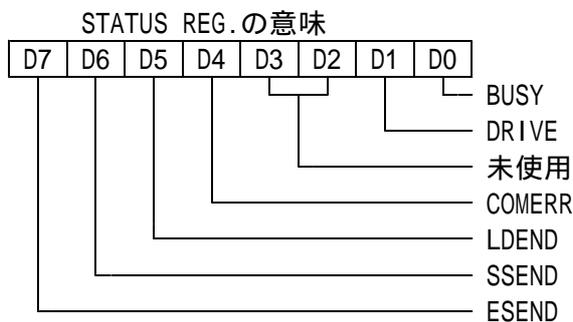 STATUS REG.の意味
D7 D6 D5 D4 D3 D2 D1 D0
BUSY
DRIVE
未使用
COMERR
LDEND
SSEND
ESEND